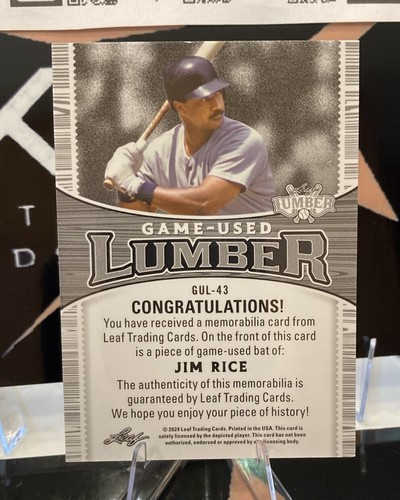 Leaf
LUMBER
GAME-USED
LUMBER
GUL-43
CONGRATULATIONS!
You have received a memorabilia card from
Leaf Trading Cards. On the front of this card
is a piece of game-used bat of:
JIM RICE
The authenticity of this memorabilia is
guaranteed by Leaf Trading Cards.
We hope you enjoy your piece of history!
Leaf
© 2024 Leaf Trading Cards. Printed in the USA. This card is
solely licensed by the depicted player. This card has not been
authorized, endorsed or approved by any licensing body.
T
D